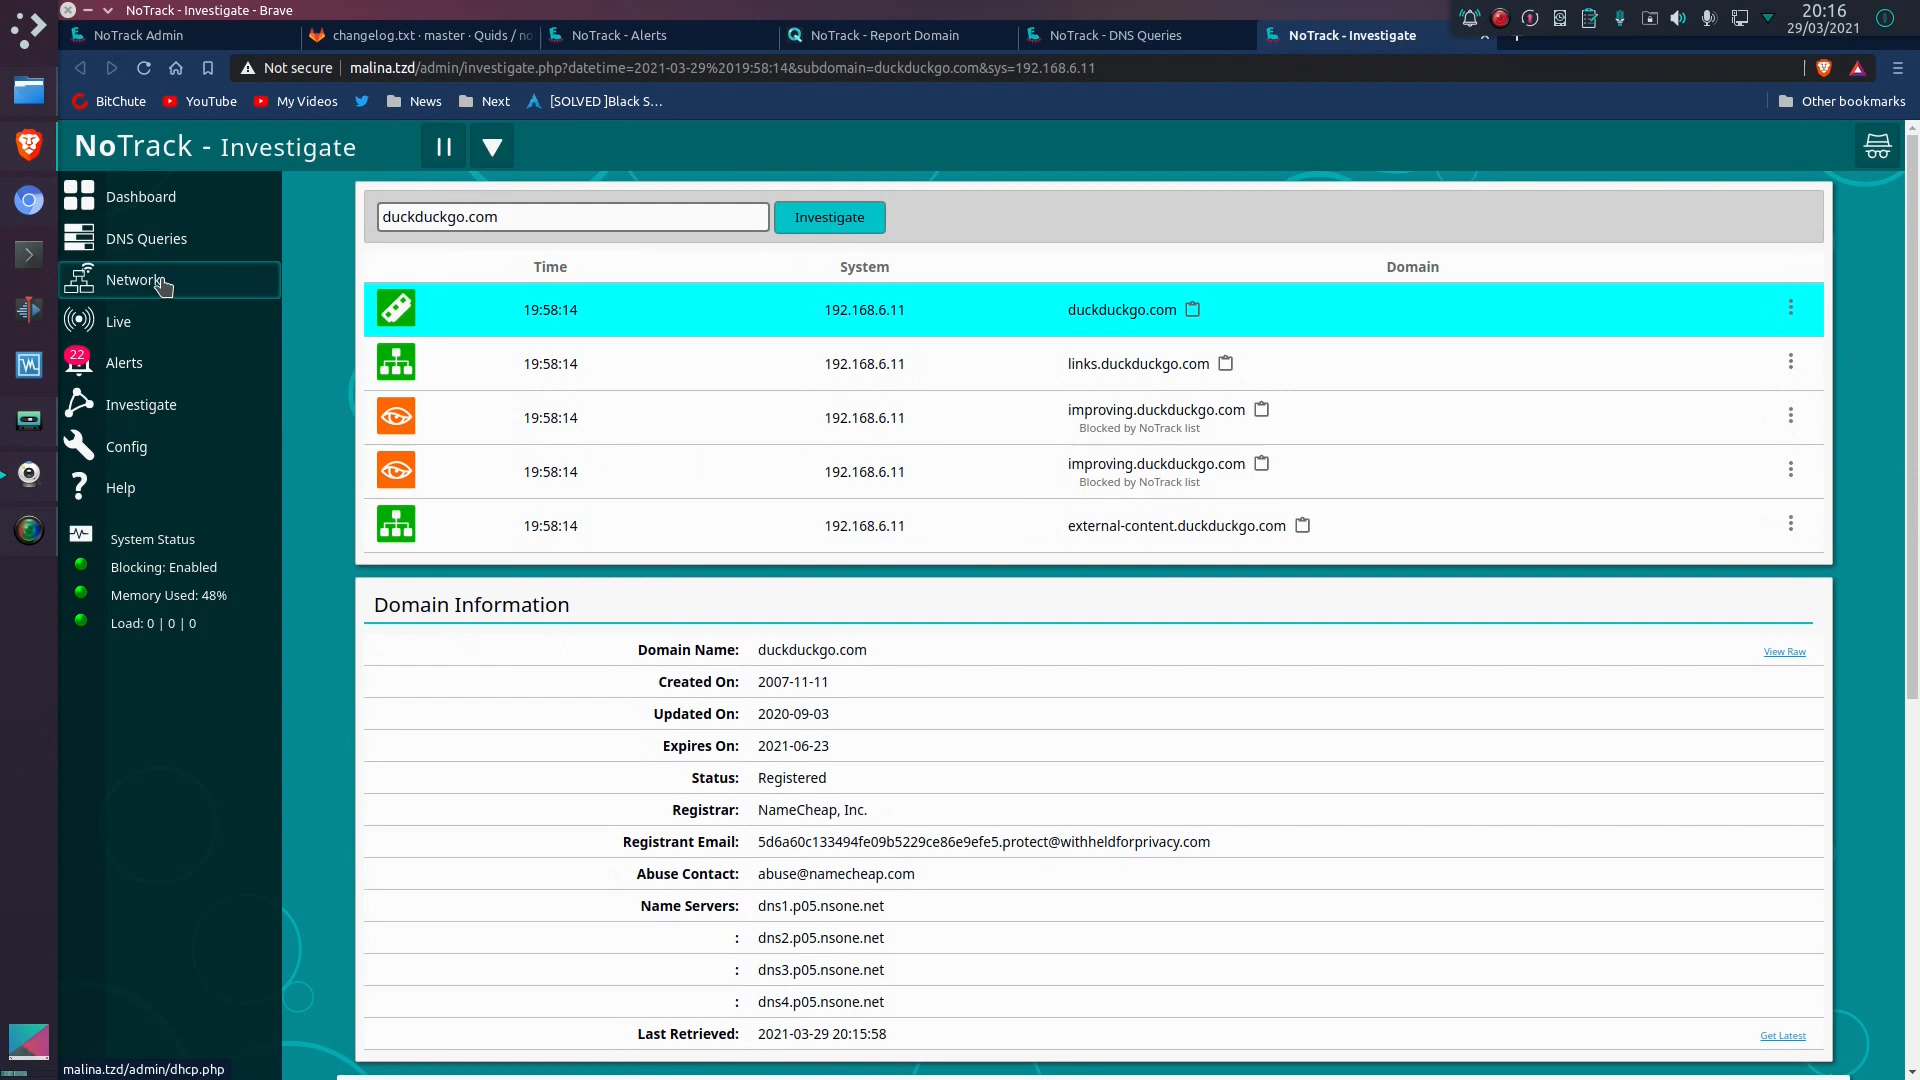 NoTrack - Investigate - Brave
20:16
29/03/2021
NoTrack Admin
changelog.txt · master · Quids / no
NoTrack - Alerts
NoTrack - Report Domain
NoTrack - DNS Queries
NoTrack - Investigate
Not secure
malina.tzd/admin/investigate.php?datetime=2021-03-29%2019:58:14&subdomain=duckduckgo.com&sys=192.168.6.11
BitChute
YouTube
My Videos
News
Next
[SOLVED ]Black S...
Other bookmarks
NoTrack - Investigate
Dashboard
DNS Queries
Network
Live
22
Alerts
Investigate
Config
Help
System Status
Blocking: Enabled
Memory Used: 48%
Load: 0 | 0 | 0
duckduckgo.com
Investigate
Time System Domain
19:58:14 192.168.6.11 duckduckgo.com
19:58:14 192.168.6.11 links.duckduckgo.com
19:58:14 192.168.6.11 improving.duckduckgo.com
Blocked by NoTrack list
19:58:14 192.168.6.11 improving.duckduckgo.com
Blocked by NoTrack list
19:58:14 192.168.6.11 external-content.duckduckgo.com
Domain Information
Domain Name: duckduckgo.com View Raw
Created On: 2007-11-11
Updated On: 2020-09-03
Expires On: 2021-06-23
Status: Registered
Registrar: NameCheap, Inc.
Registrant Email: 5d6a60c133494fe09b5229ce86e9efe5.protect@withheldforprivacy.com
Abuse Contact: abuse@namecheap.com
Name Servers: dns1.p05.nsone.net
: dns2.p05.nsone.net
: dns3.p05.nsone.net
: dns4.p05.nsone.net
Last Retrieved: 2021-03-29 20:15:58 Get Latest
malina.tzd/admin/dhcp.php